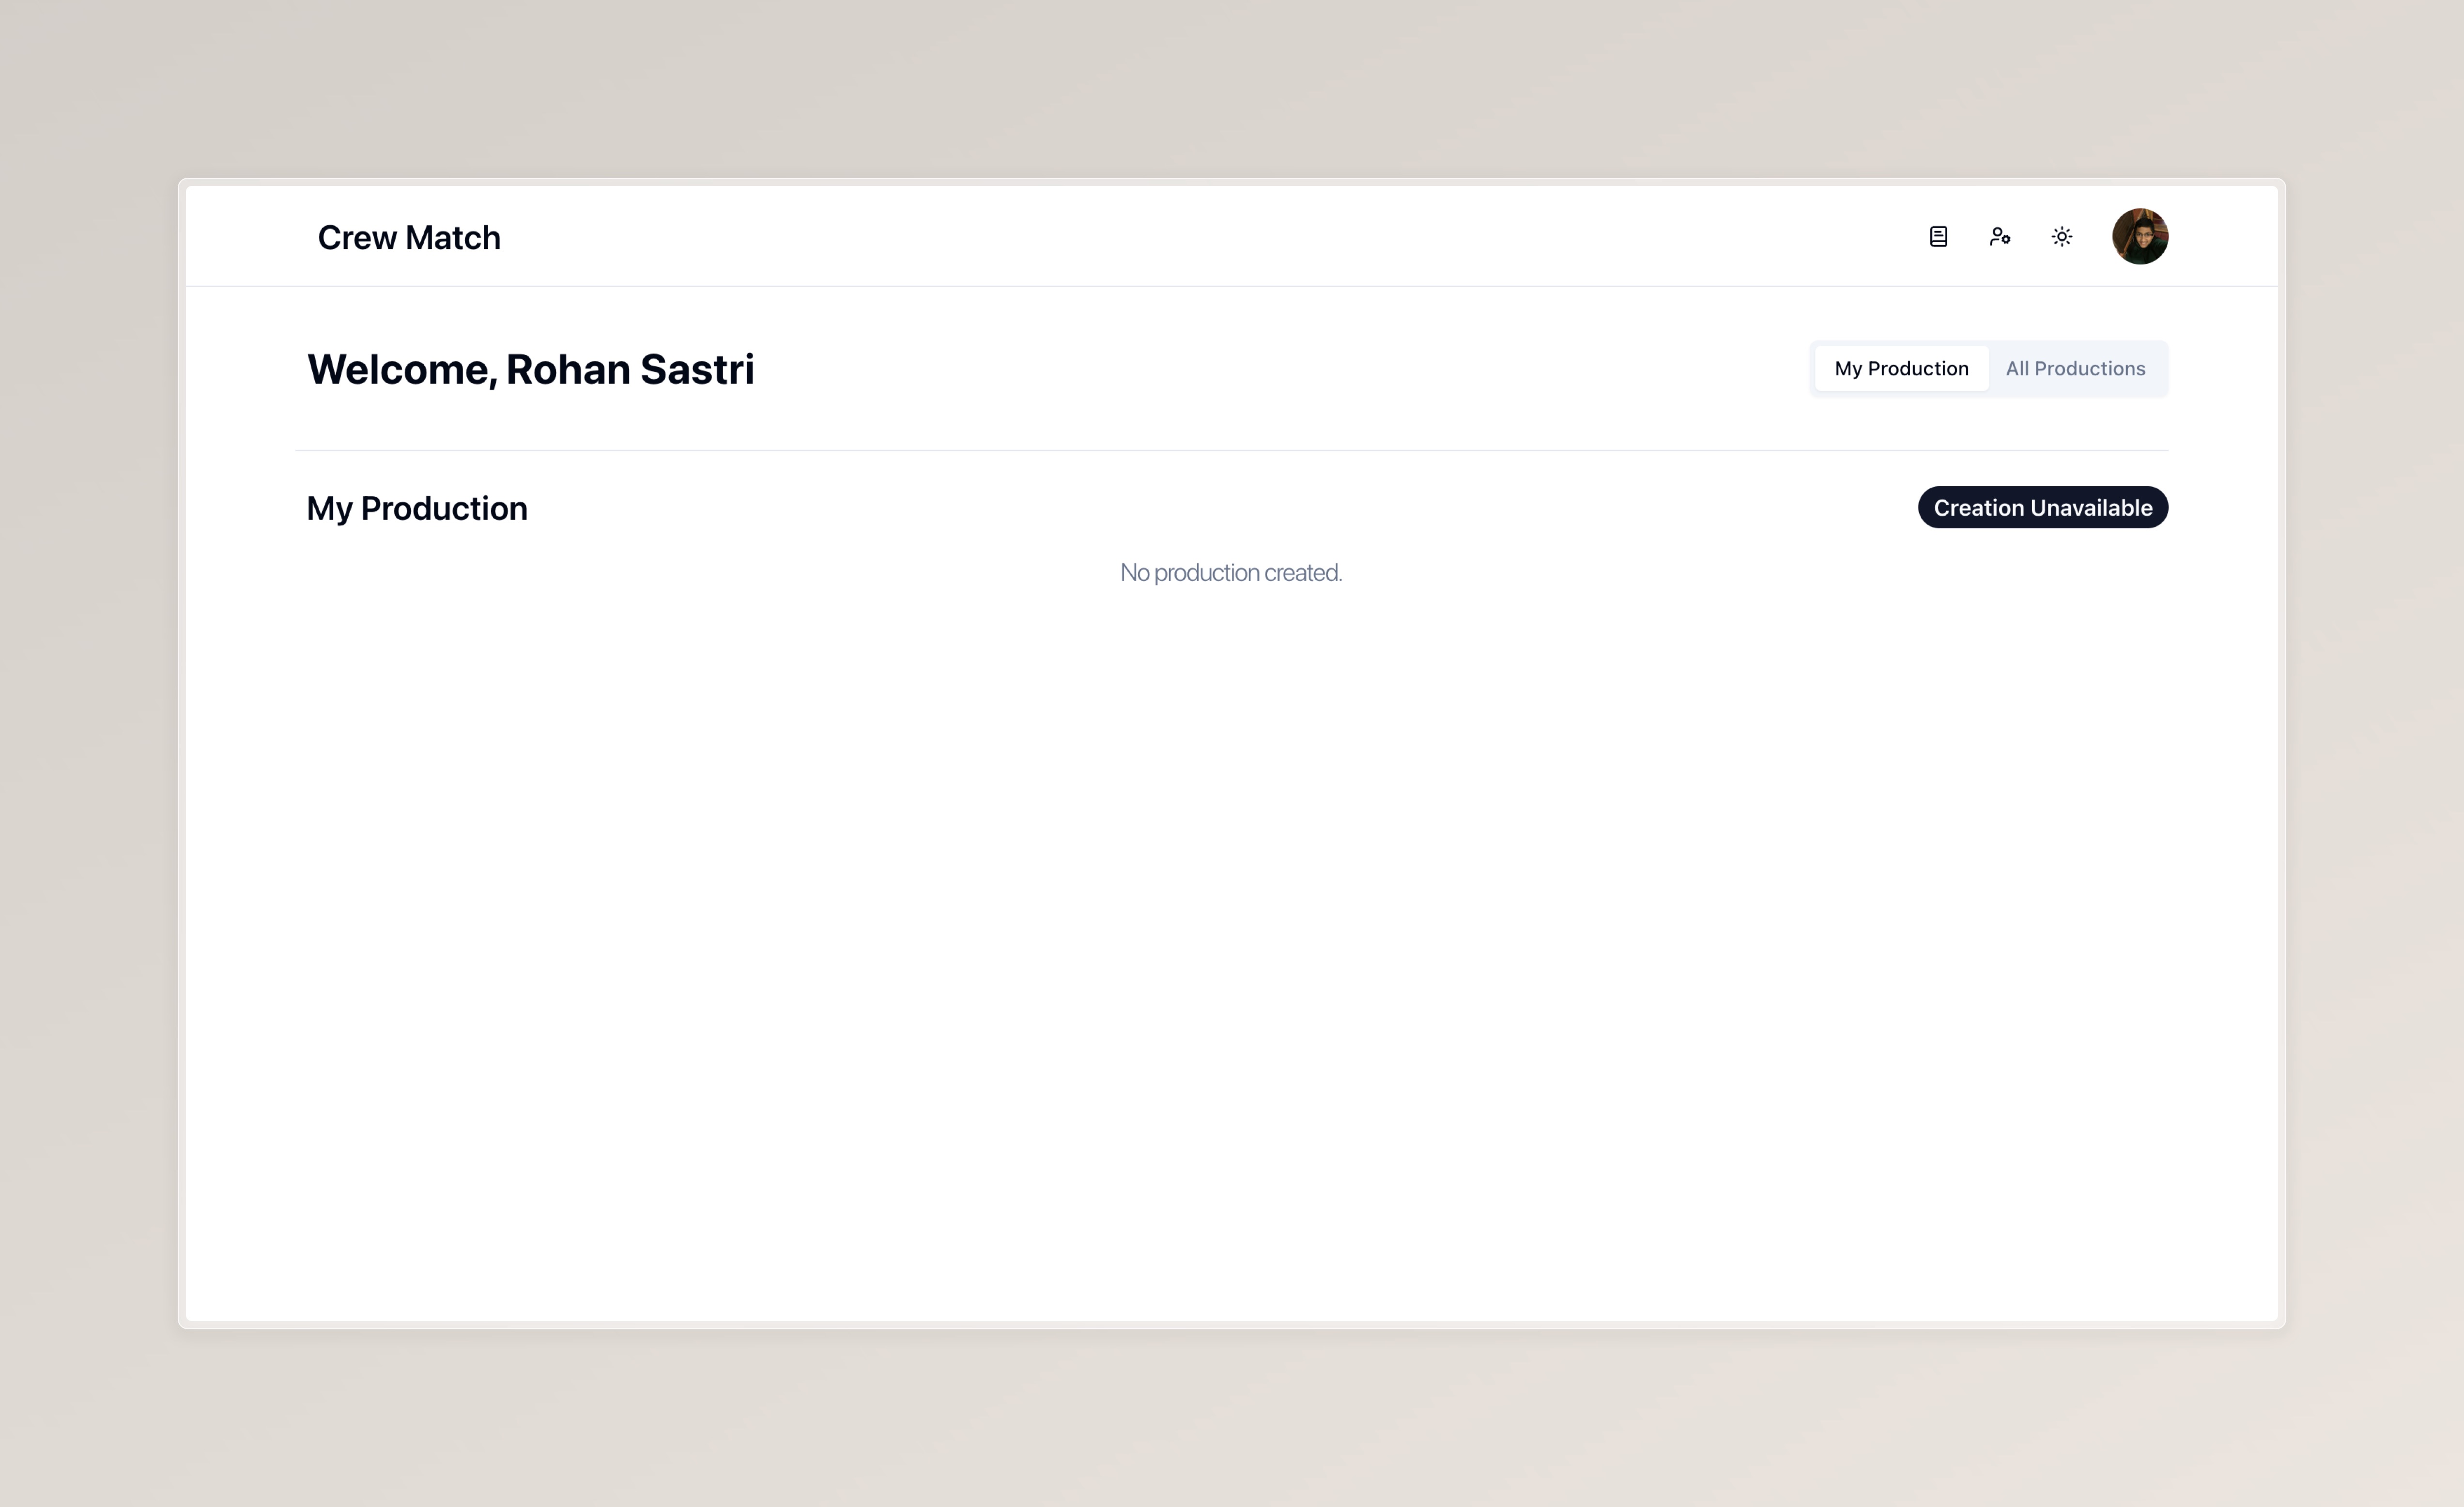 Crew Match
Welcome, Rohan Sastri
My Production
All Productions
My Production
Creation Unavailable
No production created.